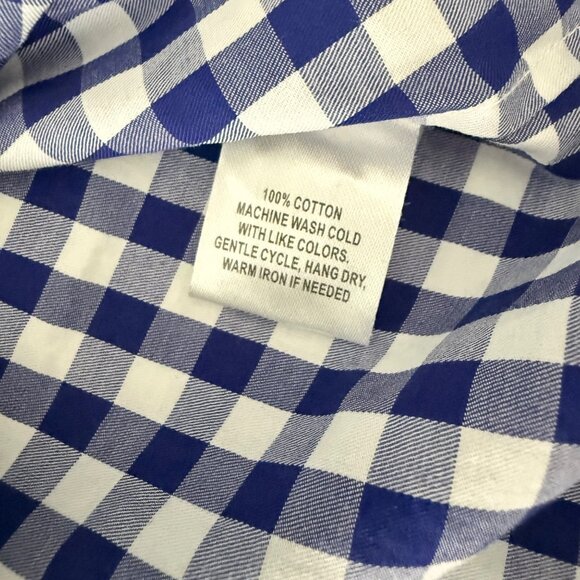 100% COTTON
MACHINE WASH COLD
WITH LIKE COLORS.
GENTLE CYCLE, HANG DRY,
WARM IRON IF NEEDED